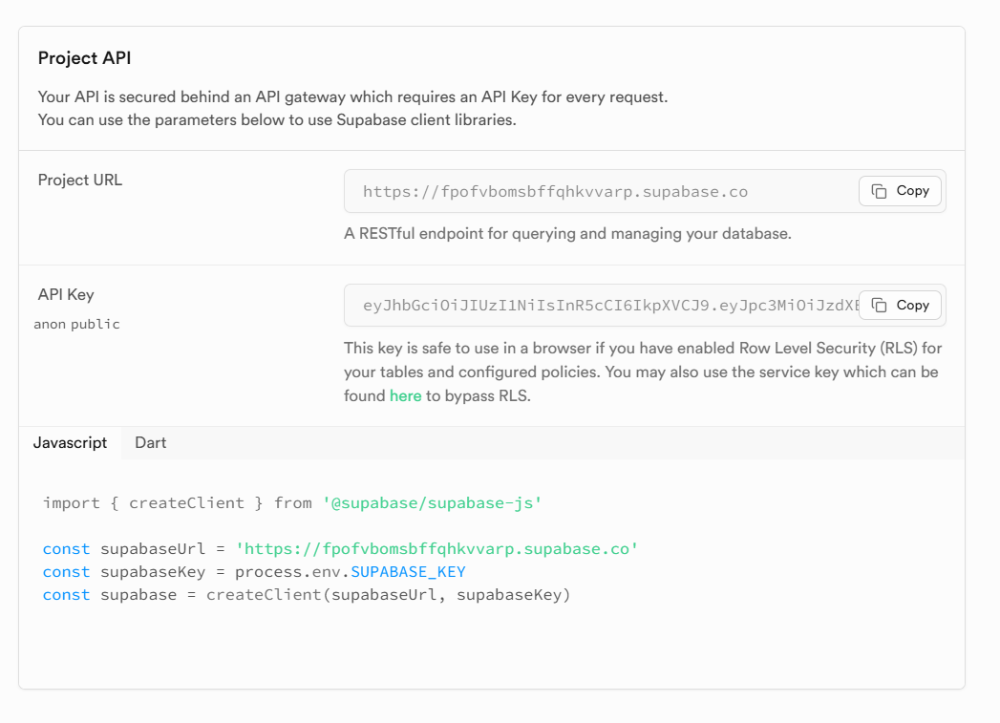 Project API
Your API is secured behind an API gateway which requires an API Key for every request.
You can use the parameters below to use Supabase client libraries.
Project URL
https://fpofvbomsbffqhkvvarp.supabase.co
Copy
A RESTful endpoint for querying and managing your database.
API Key
anon public
eyJhbGciOiJIUzI1NiIsInR5cCI6IkpXVCJ9.eyJpc3MiOiJzdXB
Copy
This key is safe to use in a browser if you have enabled Row Level Security (RLS) for
your tables and configured policies. You may also use the service key which can be
found here to bypass RLS.
Javascript
Dart
import { createClient } from '@supabase/supabase-js'
const supabaseUrl = 'https://fpofvbomsbffqhkvvarp.supabase.co'
const supabaseKey = process.env.SUPABASE_KEY
const supabase = createClient(supabaseUrl, supabaseKey)